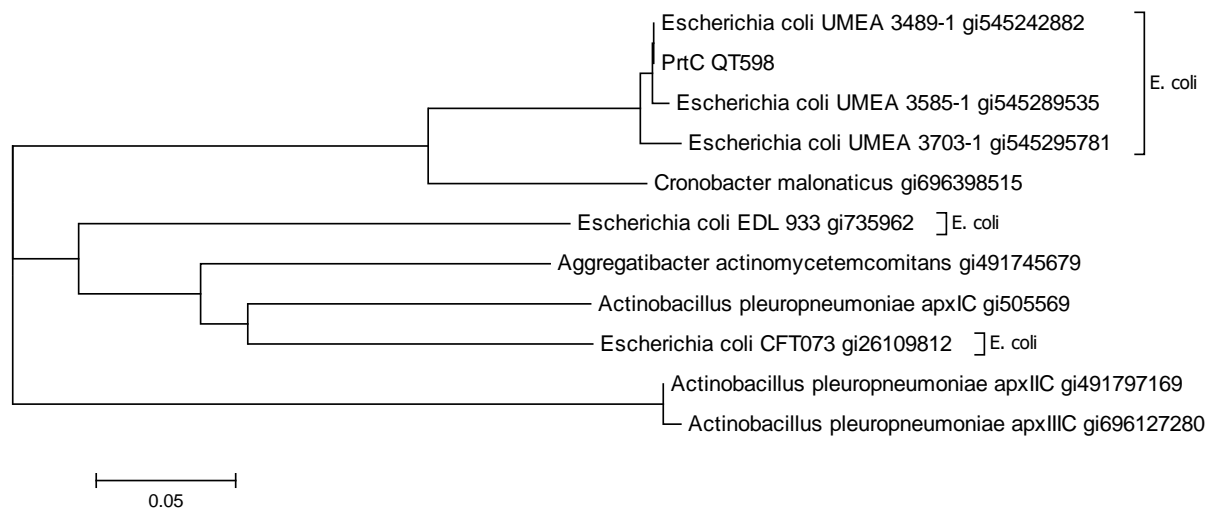 Escherichia coli UMEA 3489-1 gi545242882
PrtC QT598
E. coli
Escherichia coli UMEA 3585-1 gi545289535
Escherichia coli UMEA 3703-1 gi545295781
Cronobacter malonaticus gi696398515
Escherichia coli EDL 933 gi735962 E. coli
Aggregatibacter actinomycetemcomitans gi491745679
Actinobacillus pleuropneumoniae apxIC gi505569
Escherichia coli CFT073 gi26109812 E. coli
Actinobacillus pleuropneumoniae apxIIC gi491797169
Actinobacillus pleuropneumoniae apxIIIC gi696127280
0.05